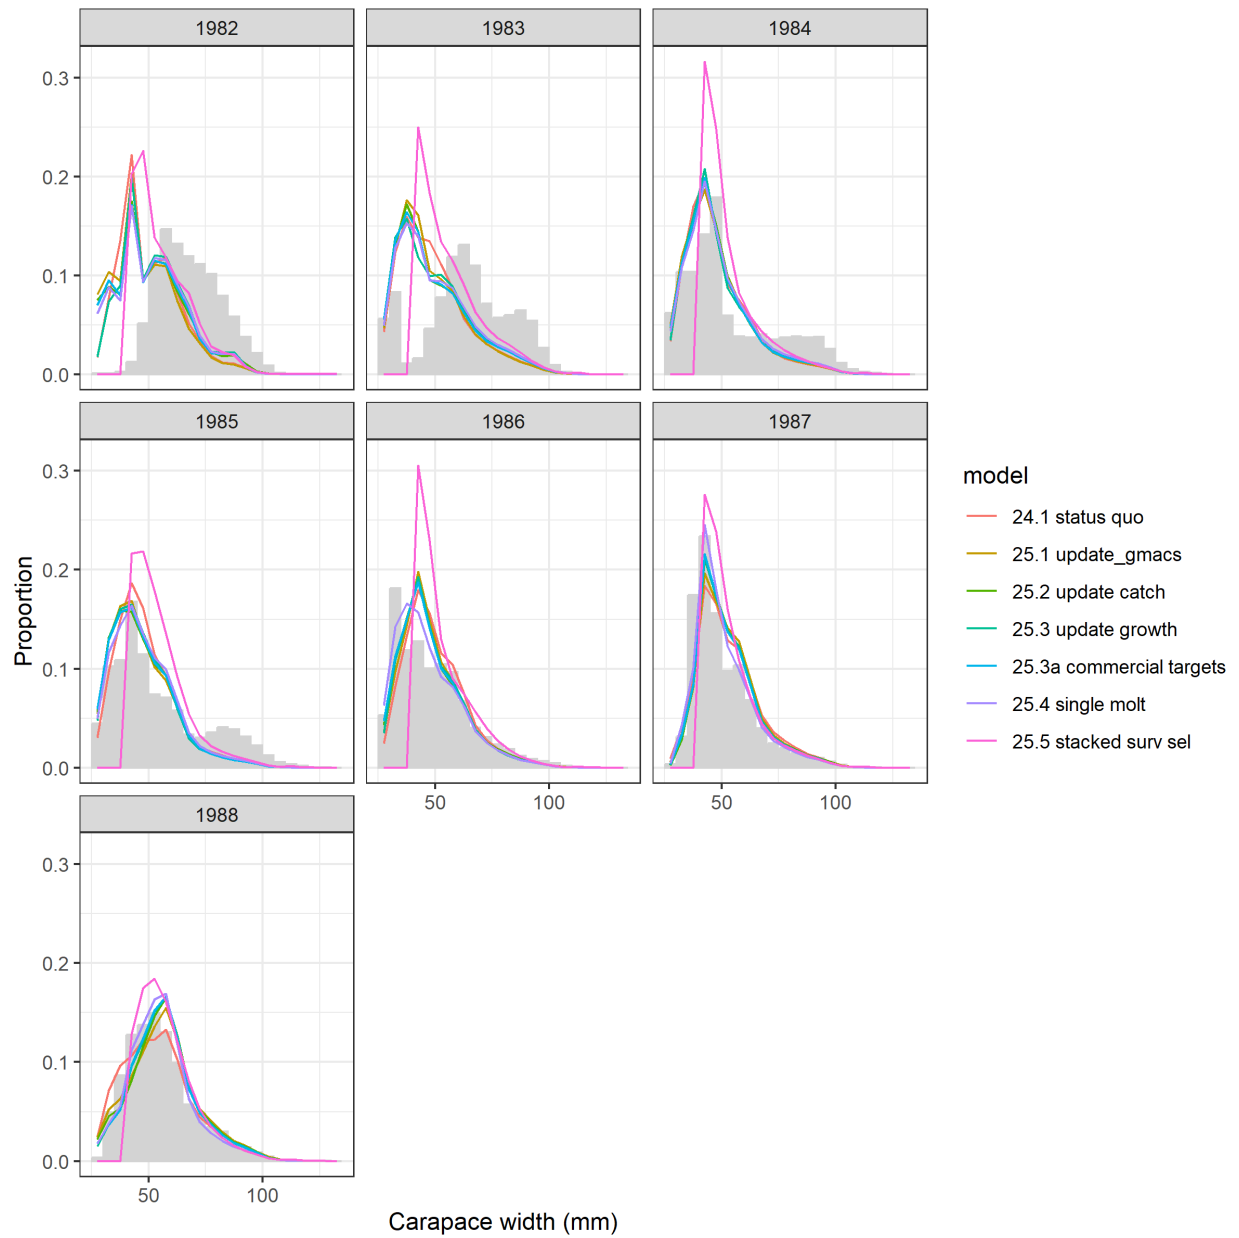 1982
1983
1984
0.3
0.2
0.1
0.0
1985
1986
1987
0.3
0.2
0.1
0.0
50
100
50
100
1988
0.3
0.2
0.1
0.0
50
100
Proportion
Carapace width (mm)
model
24.1 status quo
25.1 update_gmacs
25.2 update catch
25.3 update growth
25.3a commercial targets
25.4 single molt
25.5 stacked surv sel